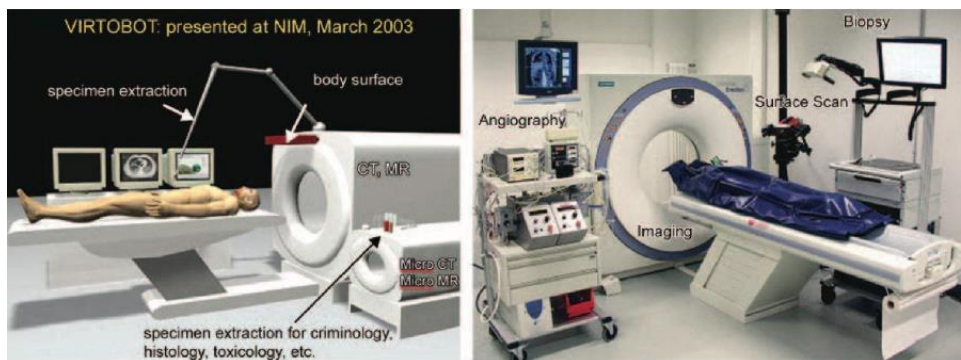 VIRTOBOT: presented at NIM, March 2003
specimen extraction
body surface
CT, MR
Micro CT
Micro MR
specimen extraction for criminology,
histology, toxicology, etc.
Biopsy
Surface Scan
Angiography
Imaging